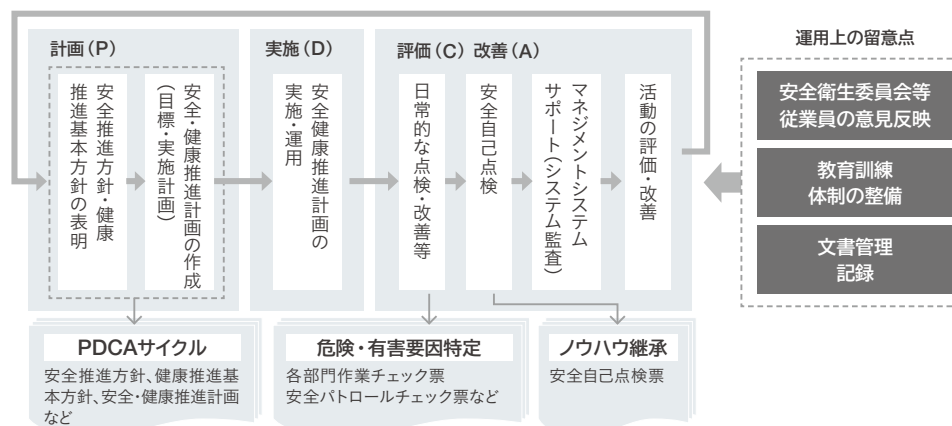 計画(P)
安全推進方針・健康
推進基本方針の表明
安全・健康推進計画の作成
(目標・実施計画)
実施(D)
安全健康推進計画の
実施・運用
評価(C) 改善(A)
日常的な点検・改善等
安全自己点検
マネジメントシステム
サポート(システム監査)
活動の評価・改善
運用上の留意点
安全衛生委員会等
従業員の意見反映
教育訓練
体制の整備
文書管理
記録
PDCAサイクル
安全推進方針、健康推進基
本方針、安全・健康推進計画
など
危険・有害要因特定
各部門作業チェック票
安全パトロールチェック票など
ノウハウ継承
安全自己点検票